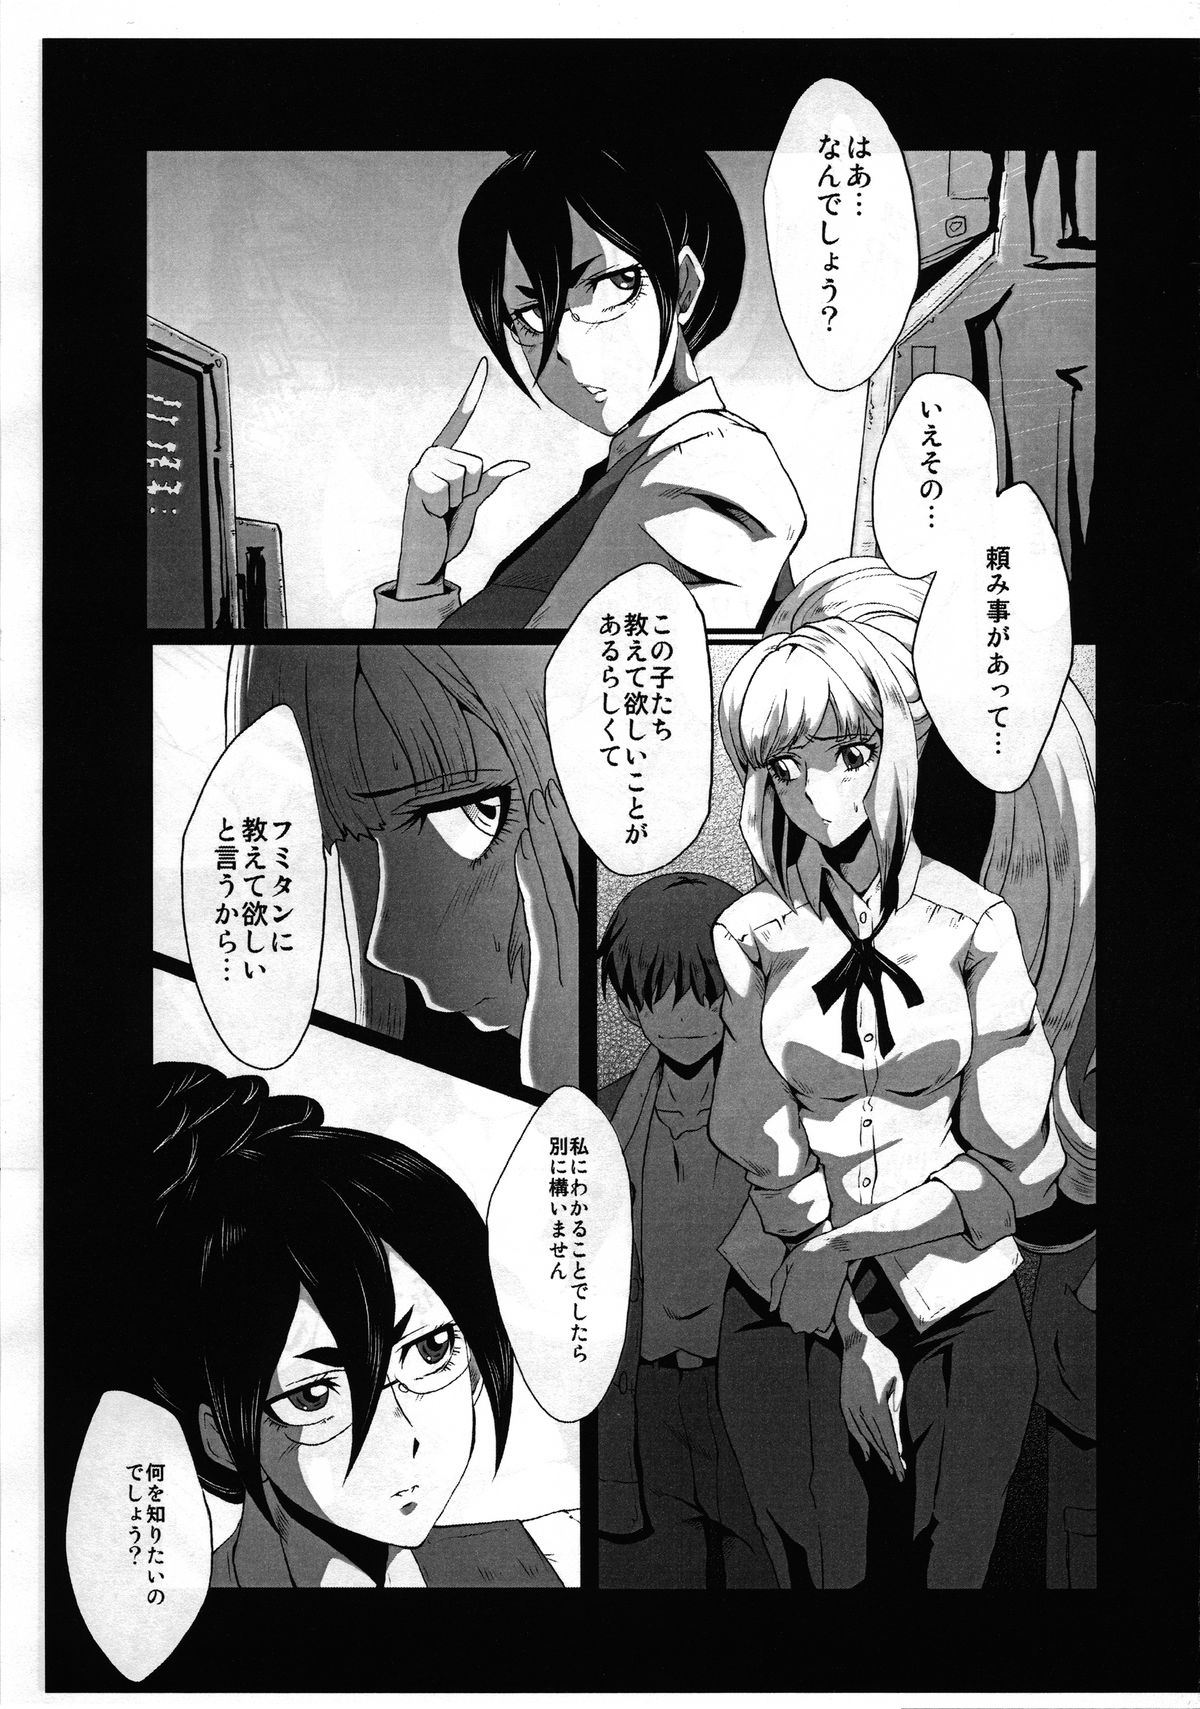 はあ…
なんでしょう？
いえその…
頼み事があって…
この子たち
教えて欲しいことが
あるらしくて
フミタンに
教えて欲しい
と言うから…
私にわかることでしたら
別に構いません
何を知りたいの
でしょう？